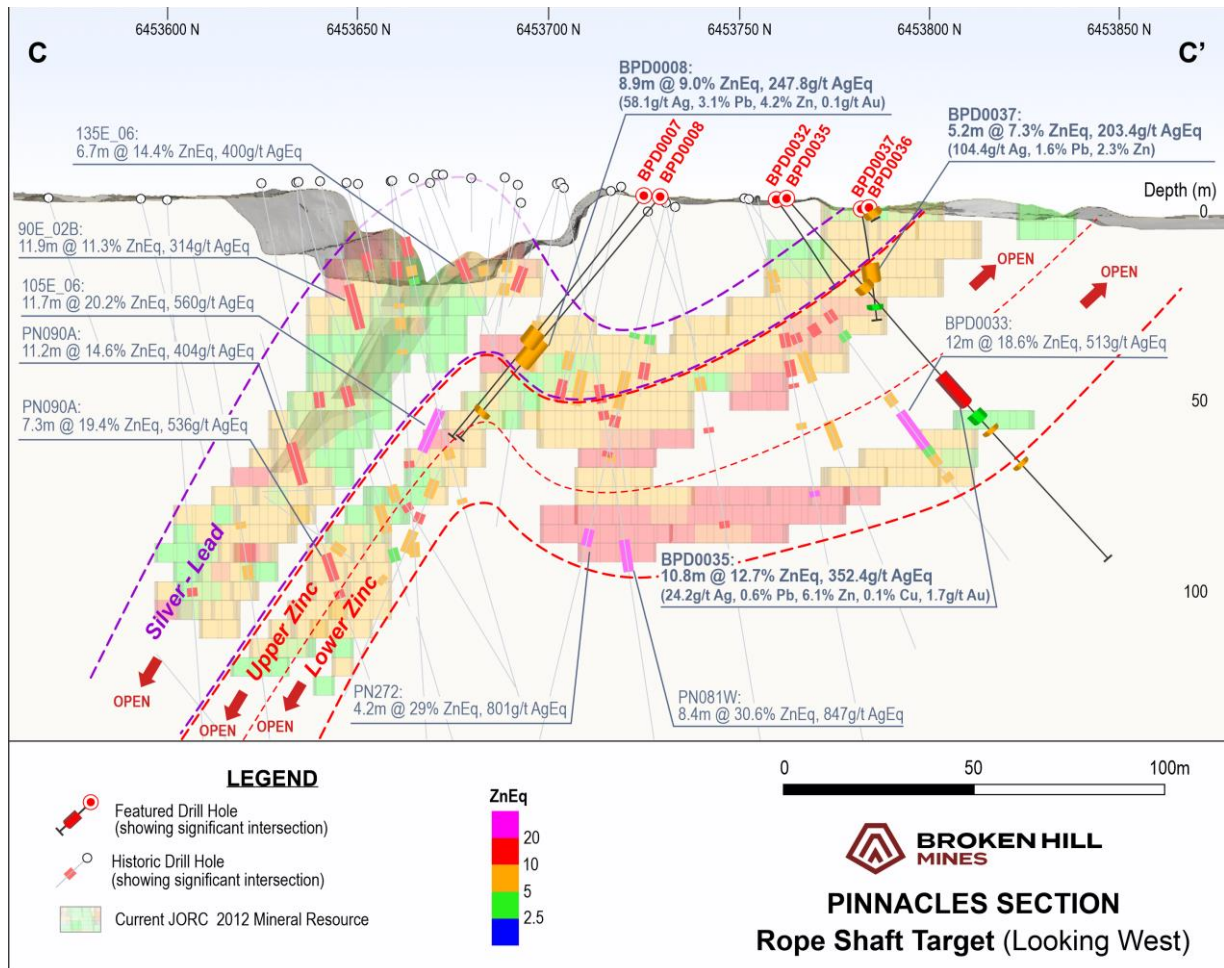 6453600 N
6453650 N
6453700 N
6453750 N
6453800 N
6453850 N
C
C'
BPD0008:
8.9m @ 9.0% ZnEq, 247.8g/t AgEq
(58.1g/t Ag, 3.1% Pb, 4.2% Zn, 0.1g/t Au)
BPD0037:
5.2m @ 7.3% ZnEq, 203.4g/t AgEq
(104.4g/t Ag, 1.6% Pb, 2.3% Zn)
135E_06:
6.7m @ 14.4% ZnEq, 400g/t AgEq
BPD0007
BPD0008
BPD0032
BPD0035
BPD0037
BPD0036
Depth (m)
0
90E_02B:
11.9m @ 11.3% ZnEq, 314g/t AgEq
105E_06:
11.7m @ 20.2% ZnEq, 560g/t AgEq
PN090A:
11.2m @ 14.6% ZnEq, 404g/t AgEq
PN090A:
7.3m @ 19.4% ZnEq, 536g/t AgEq
OPEN
OPEN
BPD0033:
12m @ 18.6% ZnEq, 513g/t AgEq
50
BPD0035:
10.8m @ 12.7% ZnEq, 352.4g/t AgEq
(24.2g/t Ag, 0.6% Pb, 6.1% Zn, 0.1% Cu, 1.7g/t Au)
100
Silver - Lead
Upper Zinc
Lower Zinc
OPEN
OPEN
OPEN
PN272:
4.2m @ 29% ZnEq, 801g/t AgEq
PN081W:
8.4m @ 30.6% ZnEq, 847g/t AgEq
LEGEND
Featured Drill Hole
(showing significant intersection)
Historic Drill Hole
(showing significant intersection)
Current JORC 2012 Mineral Resource
ZnEq
20
10
5
2.5
0
50
100m
BROKEN HILL
MINES
PINNACLES SECTION
Rope Shaft Target (Looking West)